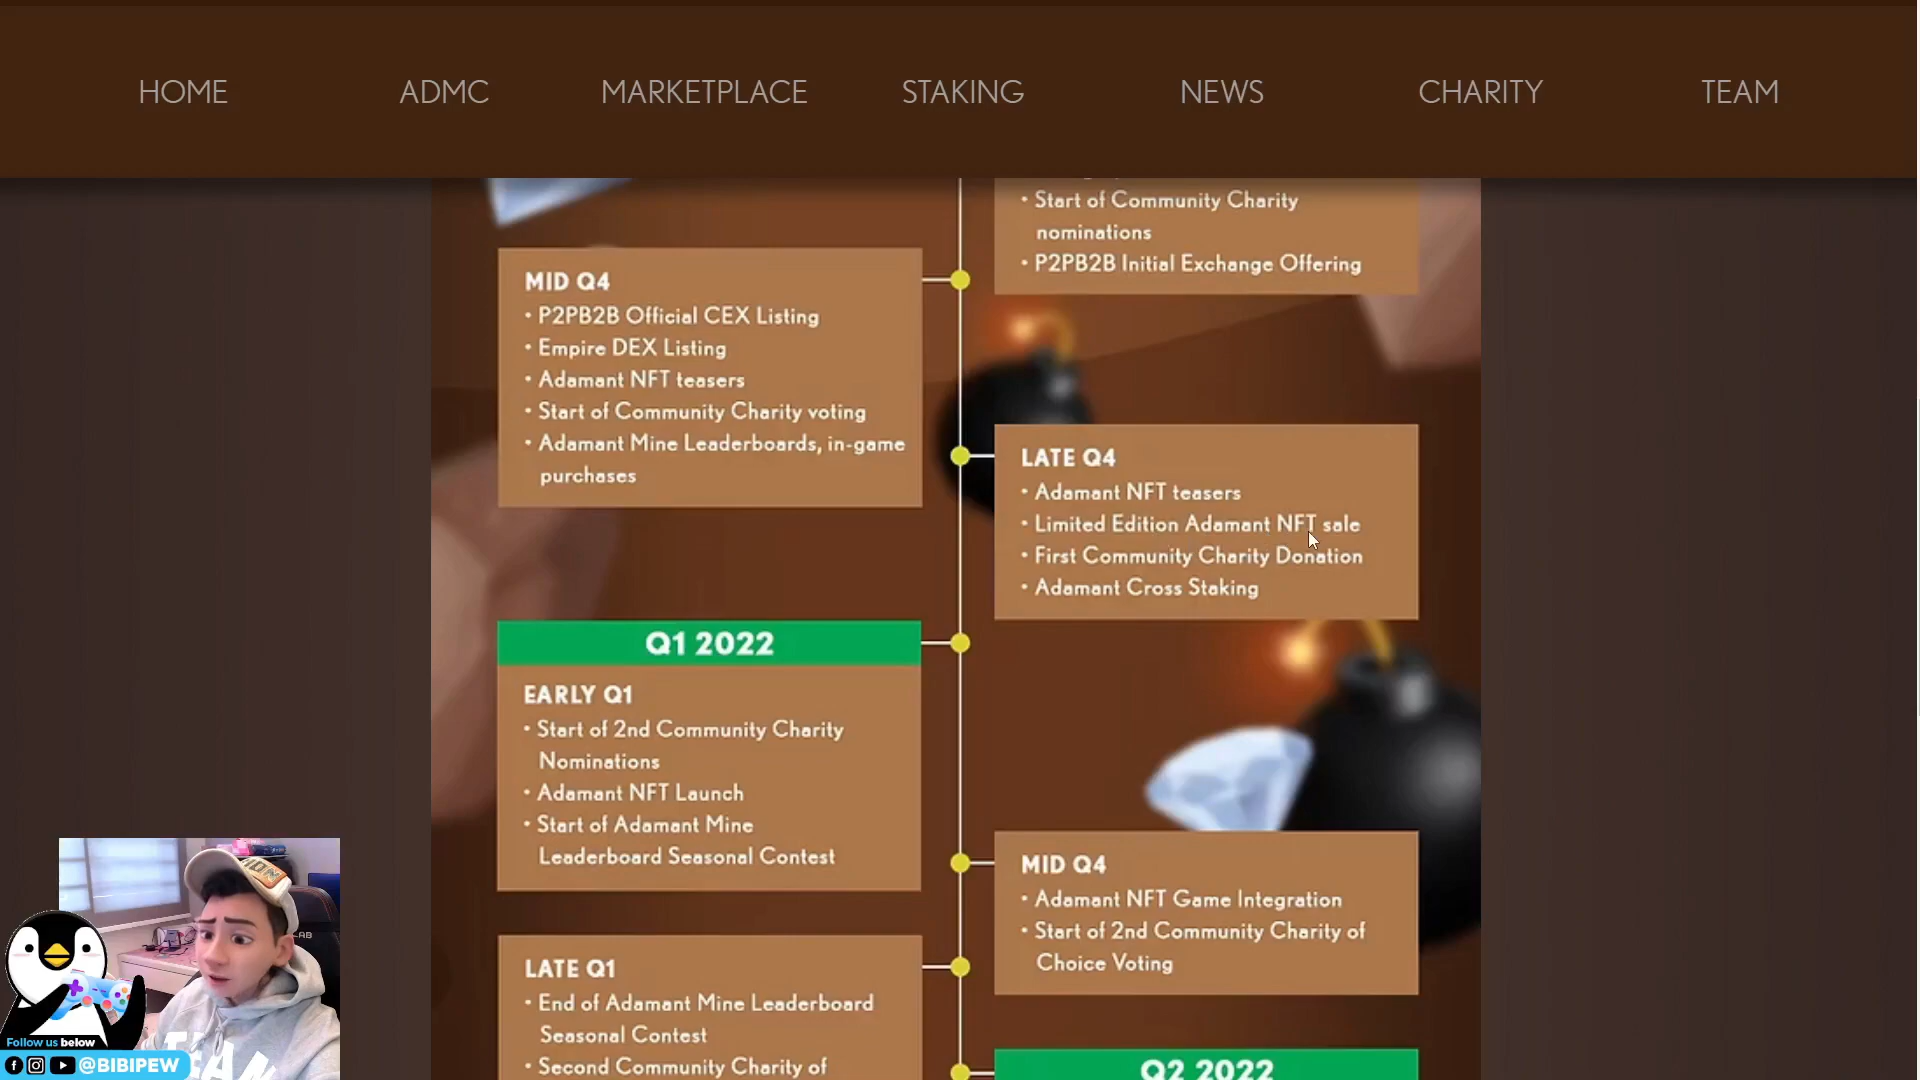 HOME ADMC MARKETPLACE STAKING NEWS CHARITY TEAM
• Start of Community Charity
nominations
• P2PB2B Initial Exchange Offering
MID Q4
• P2PB2B Official CEX Listing
• Empire DEX Listing
• Adamant NFT teasers
• Start of Community Charity voting
• Adamant Mine Leaderboards, in-game
purchases
LATE Q4
• Adamant NFT teasers
• Limited Edition Adamant NFT sale
• First Community Charity Donation
• Adamant Cross Staking
Q1 2022
EARLY Q1
• Start of 2nd Community Charity
Nominations
• Adamant NFT Launch
• Start of Adamant Mine
Leaderboard Seasonal Contest
MID Q4
• Adamant NFT Game Integration
• Start of 2nd Community Charity of
Choice Voting
LATE Q1
• End of Adamant Mine Leaderboard
Seasonal Contest
• Second Community Charity of
Q2 2022
Follow us below
@BIBIPEW